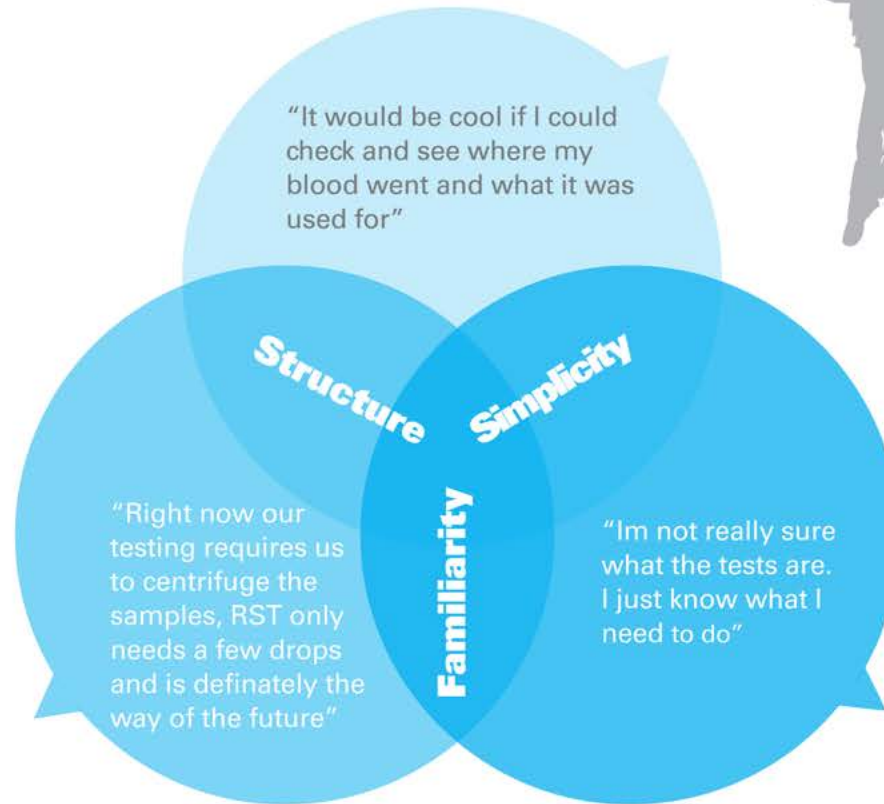 “It would be cool if I could
check and see where my
blood went and what it was
used for”
Structure
Simplicity
Familiarity
“Right now our
testing requires us
to centrifuge the
samples, RST only
needs a few drops
and is definately the
way of the future”
“Im not really sure
what the tests are.
I just know what I
need to do”